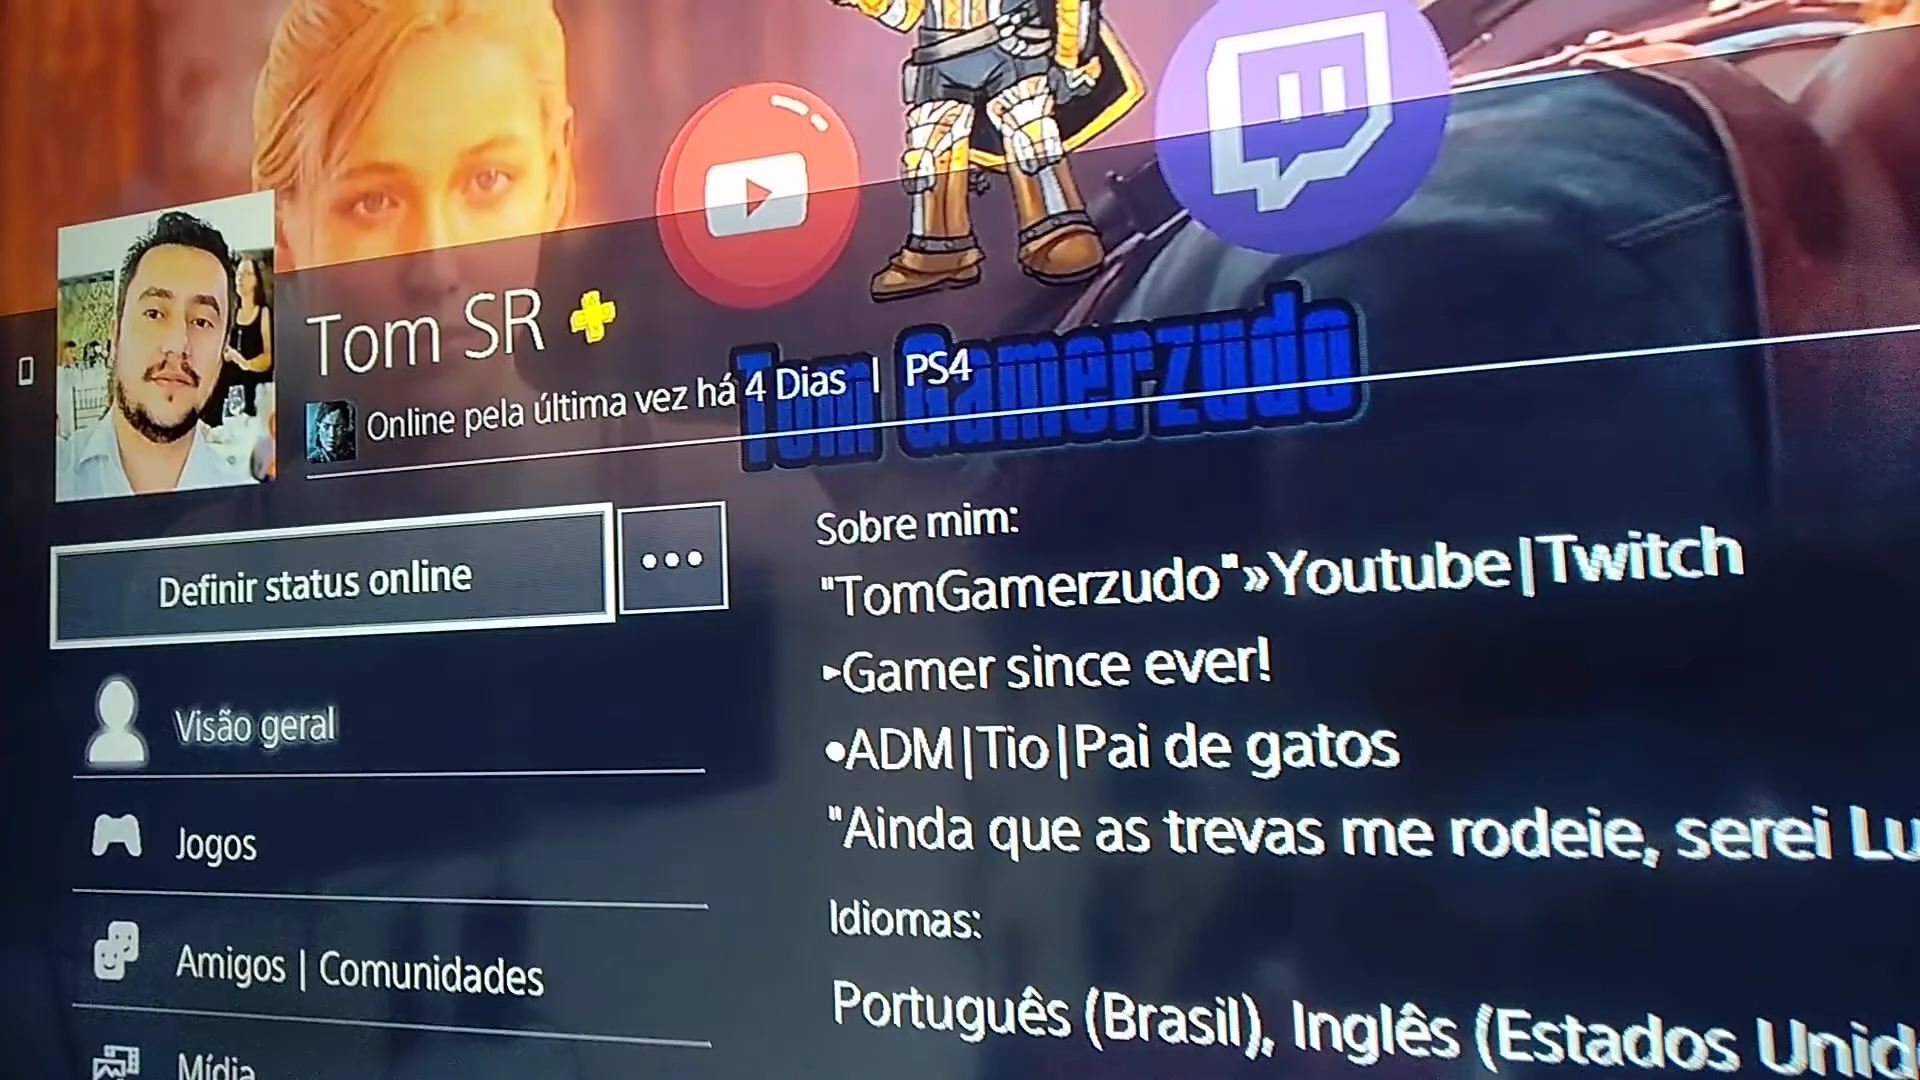 Tom SR
Tom Gamerzudo
Online pela última vez há 4 Dias | PS4
Definir status online
Sobre mim:
"TomGamerzudo"»Youtube|Twitch
▸Gamer since ever!
•ADM|Tio|Pai de gatos
"Ainda que as trevas me rodeie, serei
Visão geral
Jogos
Amigos | Comunidades
Mídia
Idiomas:
Português (Brasil), Inglês (Estados